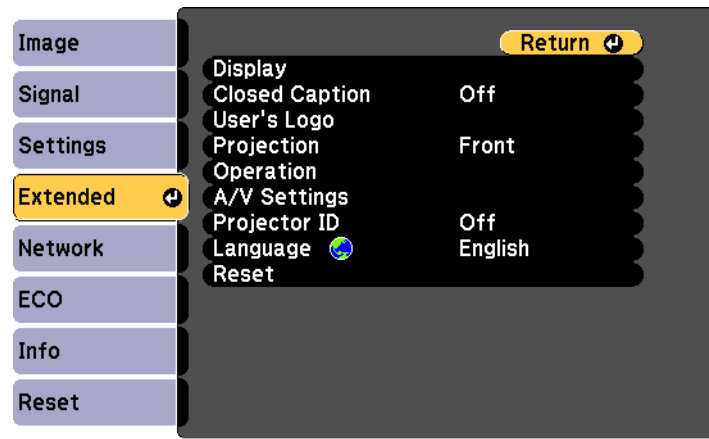 Image
Signal
Settings
Extended
Network
ECO
Info
Reset
Return
Display
Closed Caption Off
User's Logo
Projection Front
Operation
A/V Settings
Projector ID Off
Language English
Reset